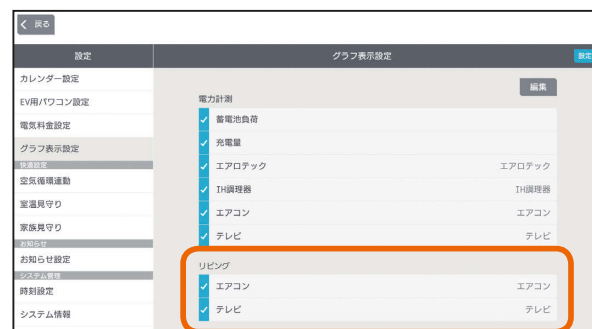 戻る
設定
グラフ表示設定
設定
カレンダー設定
EV用パワコン設定
電気料金設定
グラフ表示設定
快適設定
空気循環連動
室温見守り
家族見守り
お知らせ
お知らせ設定
システム管理
時刻設定
システム情報
編集
電力計測
蓄電池負荷
充電量
エアロテック エアロテック
IH調理器 IH調理器
エアコン エアコン
テレビ テレビ
リビング
エアコン エアコン
テレビ テレビ